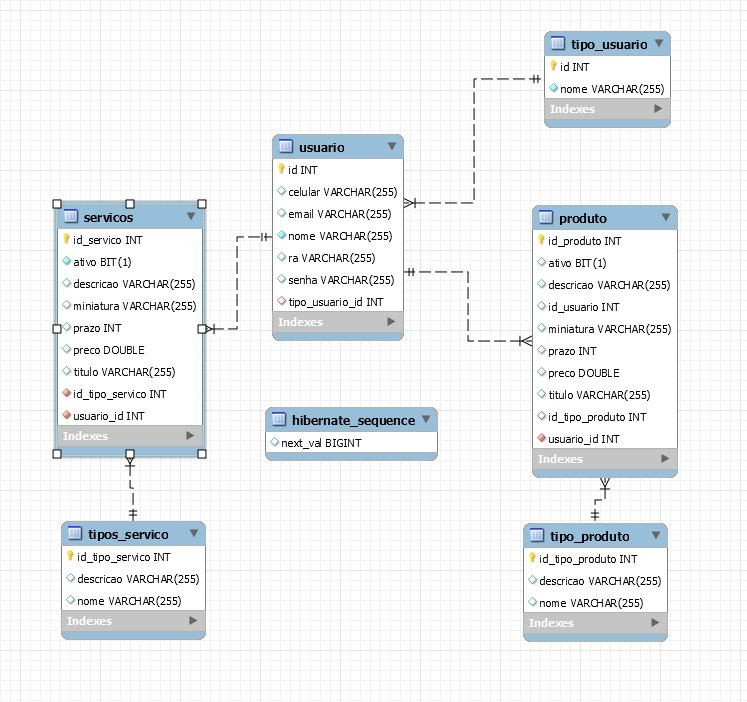 tipo_usuario
id INT
nome VARCHAR(255)
Indexes
usuario
id INT
celular VARCHAR(255)
email VARCHAR(255)
nome VARCHAR(255)
ra VARCHAR(255)
senha VARCHAR(255)
tipo_usuario_id INT
Indexes
servicos
id_servico INT
ativo BIT(1)
descricao VARCHAR(255)
miniatura VARCHAR(255)
prazo INT
preco DOUBLE
titulo VARCHAR(255)
id_tipo_servico INT
usuario_id INT
Indexes
produto
id_produto INT
ativo BIT(1)
descricao VARCHAR(255)
id_usuario INT
miniatura VARCHAR(255)
prazo INT
preco DOUBLE
titulo VARCHAR(255)
id_tipo_produto INT
usuario_id INT
Indexes
hibernate_sequence
next_val BIGINT
tipos_servico
id_tipo_servico INT
descricao VARCHAR(255)
nome VARCHAR(255)
Indexes
tipo_produto
id_tipo_produto INT
descricao VARCHAR(255)
nome VARCHAR(255)
Indexes